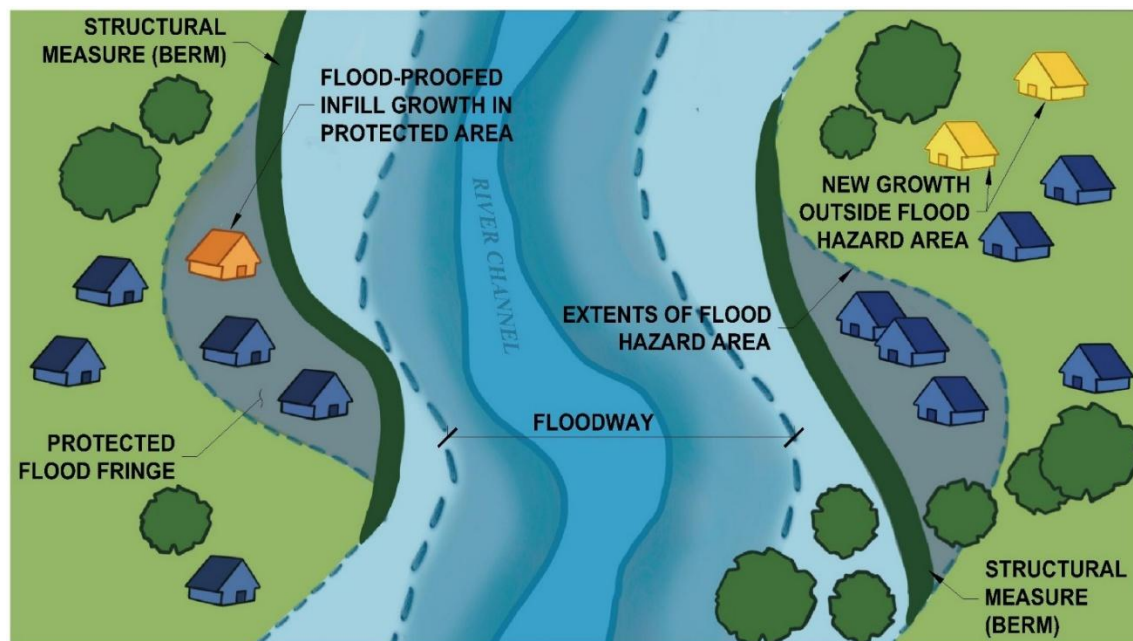 STRUCTURAL
MEASURE (BERM)
FLOOD-PROOFED
INFILL GROWTH IN
PROTECTED AREA
RIVER CHANNEL
NEW GROWTH
OUTSIDE FLOOD
HAZARD AREA
EXTENTS OF FLOOD
HAZARD AREA
FLOODWAY
PROTECTED
FLOOD FRINGE
STRUCTURAL
MEASURE
(BERM)